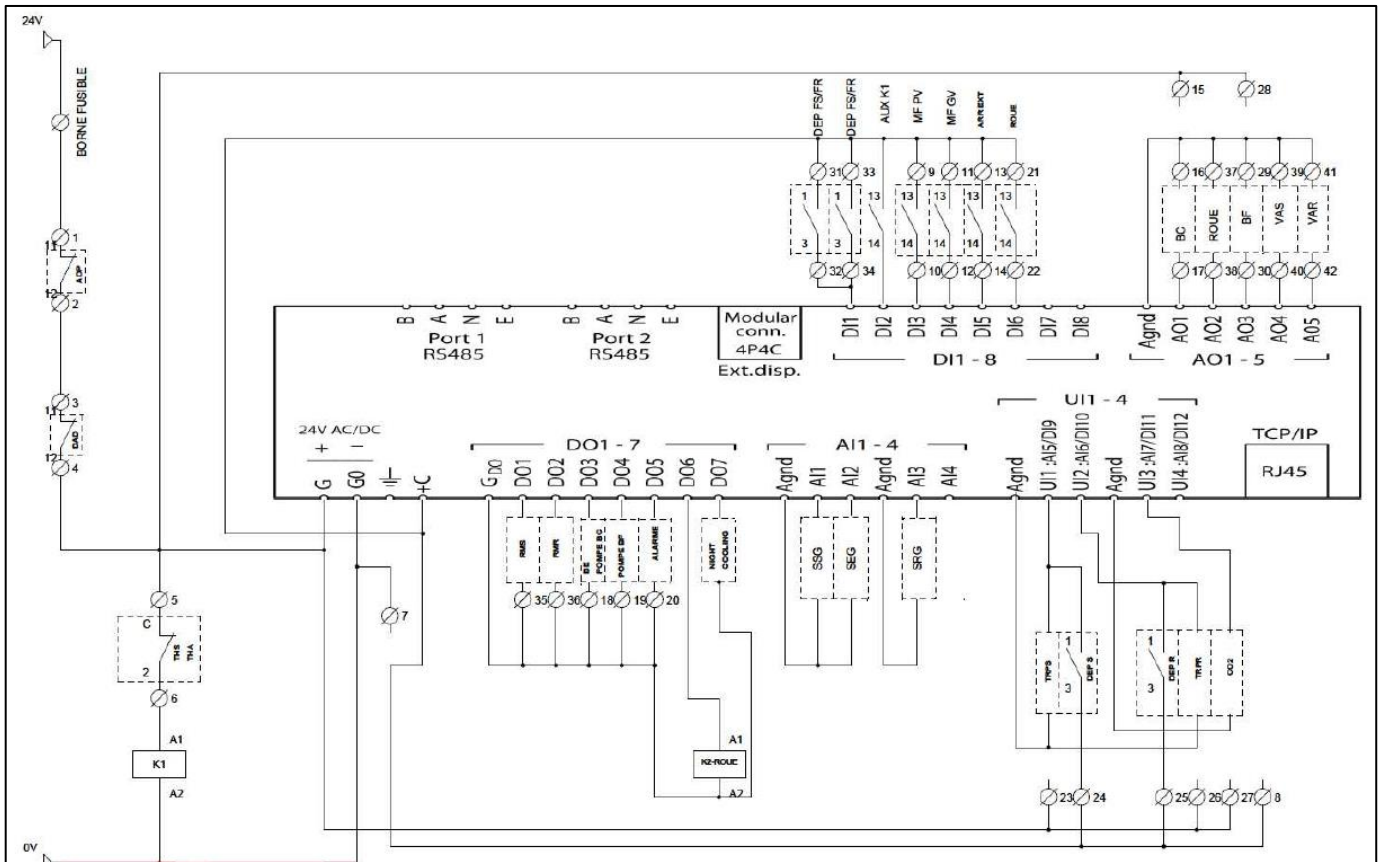 24V
BORNE FUSIBLE
15
28
DEP FS/FR
DEP FS/FR
AUX K1
MF PV
MF GV
ARREXT
ROUE
31
33
9
11
13
21
16
37
29
39
41
1
1
13
13
13
13
13
BC
ROUE
BF
VAS
VAR
3
3
14
14
14
14
14
32
34
10
12
14
22
17
38
30
40
42
1
11
12
2
B
A
N
E
Port 1
RS485
B
A
N
E
Port 2
RS485
Modular
conn.
4P4C
Ext.disp.
DI1
DI2
DI3
DI4
DI5
DI6
DI7
DI8
DI1 - 8
Agnd
AO1
AO2
AO3
AO4
AO5
AO1 - 5
3
11
DAD
12
4
24V AC/DC
+
−
G
G0
+C
DO1 - 7
GDO
DO1
DO2
DO3
DO4
DO5
DO6
DO7
AI1 - 4
Agnd
AI1
AI2
Agnd
AI3
AI4
UI1 - 4
Agnd
UI1 :AI5/DI9
UI2 :AI6/DI10
Agnd
UI3 :AI7/DI11
UI4 :AI8/DI12
TCP/IP
RJ45
RMS
RMR
BE
POMPE BC
POMPE BF
ALARME
NIGHT
COOLING
SSG
SEG
SRG
35
36
18
19
20
5
C
THS
THA
2
6
7
TRPS
1
DEP S
3
1
DEP R
3
TRPR
CO2
A1
K1
A2
A1
K2-ROUE
A2
23
24
25
26
27
8
0V